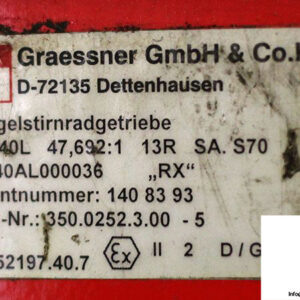 Graessner GmbH & Co.
D-72135 Dettenhausen
gelstirnradgetriebe
40L 47,692:1 13R SA. S70
40AL000036 „RX"
ntnummer: 140 83 93
-Nr.: 350.0252.3.00 - 5
52197.40.7 Ex II 2 D/G